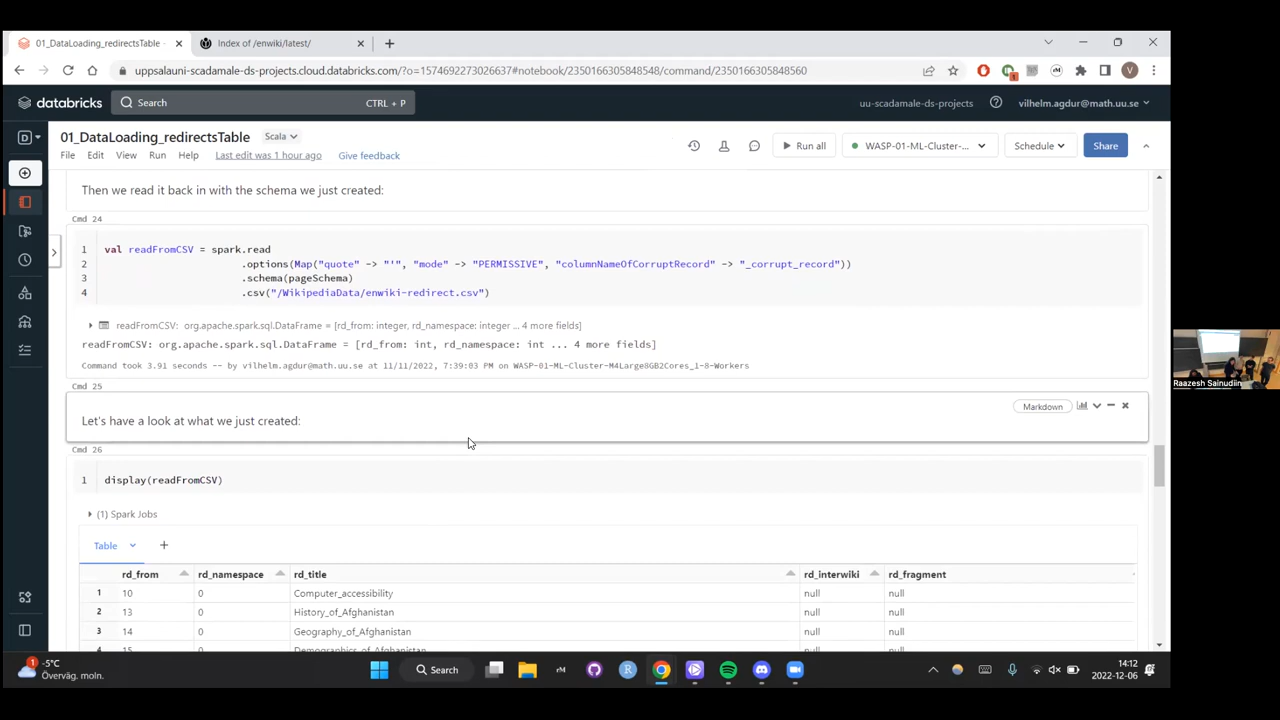 01_DataLoading_redirectsTable
Index of /enwiki/latest/
uppsalauni-scadamale-ds-projects.cloud.databricks.com/?o=1574692273026637#notebook/2350166305848548/command/2350166305848560
V
databricks
Search
CTRL + P
uu-scadamale-ds-projects
vilhelm.agdur@math.uu.se
D
01_DataLoading_redirectsTable
Scala
File Edit View Run Help Last edit was 1 hour ago Give feedback
Run all
WASP-01-ML-Cluster-...
Schedule
Share
Then we read it back in with the schema we just created:
Cmd 24
1 val readFromCSV = spark.read
2 .options(Map("quote" -> "'", "mode" -> "PERMISSIVE", "columnNameOfCorruptRecord" -> "_corrupt_record"))
3 .schema(pageSchema)
4 .csv("/WikipediaData/enwiki-redirect.csv")
readFromCSV: org.apache.spark.sql.DataFrame = [rd_from: integer, rd_namespace: integer ... 4 more fields]
readFromCSV: org.apache.spark.sql.DataFrame = [rd_from: int, rd_namespace: int ... 4 more fields]
Command took 3.91 seconds -- by vilhelm.agdur@math.uu.se at 11/11/2022, 7:39:03 PM on WASP-01-ML-Cluster-M4Large8GB2Cores_1-8-Workers
Cmd 25
Markdown
Let's have a look at what we just created:
Cmd 26
1 display(readFromCSV)
(1) Spark Jobs
Table
rd_from rd_namespace rd_title rd_interwiki rd_fragment
1 10 0 Computer_accessibility null null
2 13 0 History_of_Afghanistan null null
3 14 0 Geography_of_Afghanistan null null
4 15 0 Demographics_of_Afghanistan null null
Raazesh Sainudiin
1
-5°C
Överväg. moln.
Search
rM
R
14:12
2022-12-06